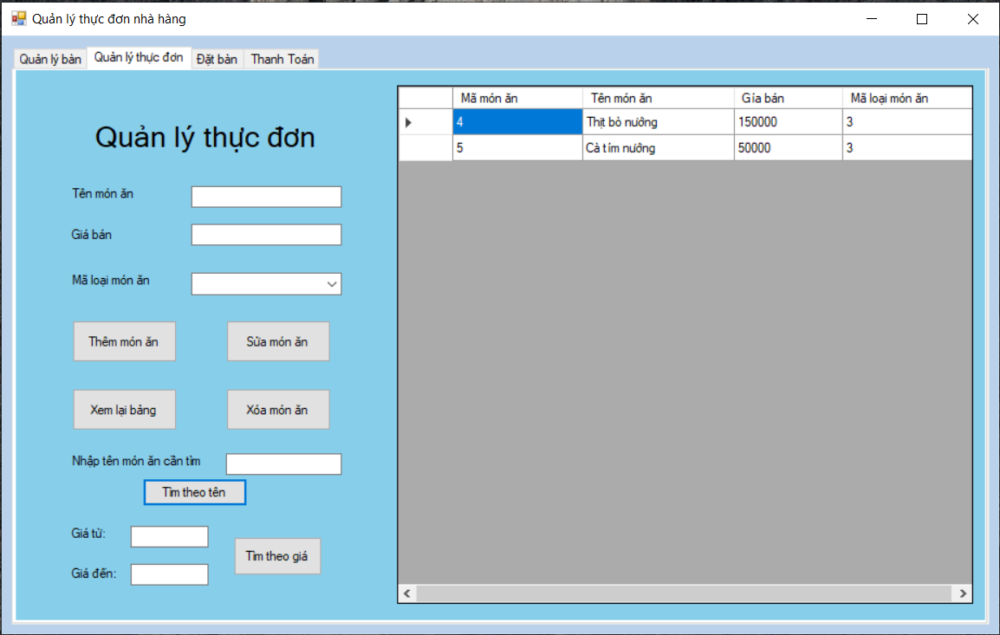 Quản lý thực đơn nhà hàng
Quản lý bàn Quản lý thực đơn Đặt bàn Thanh Toán
Quản lý thực đơn
Tên món ăn
Giá bán
Mã loại món ăn
Thêm món ăn Sửa món ăn
Xem lại bảng Xóa món ăn
Nhập tên món ăn cần tìm
Tìm theo tên
Giá từ:
Giá đến:
Tìm theo giá
Mã món ăn Tên món ăn Gía bán Mã loại món ăn
4 Thịt bò nướng 150000 3
5 Cà tím nướng 50000 3